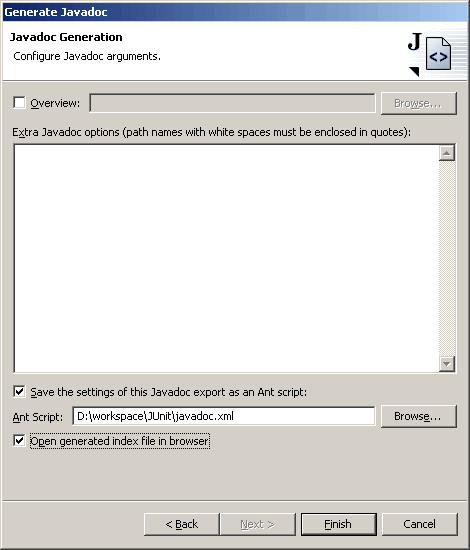 Generate Javadoc
Javadoc Generation
Configure Javadoc arguments.
J
<>
Overview:
Browse...
Extra Javadoc options (path names with white spaces must be enclosed in quotes):
Save the settings of this Javadoc export as an Ant script:
Ant Script: D:\workspace\JUnit\javadoc.xml Browse...
Open generated index file in browser
< Back Next > Finish Cancel